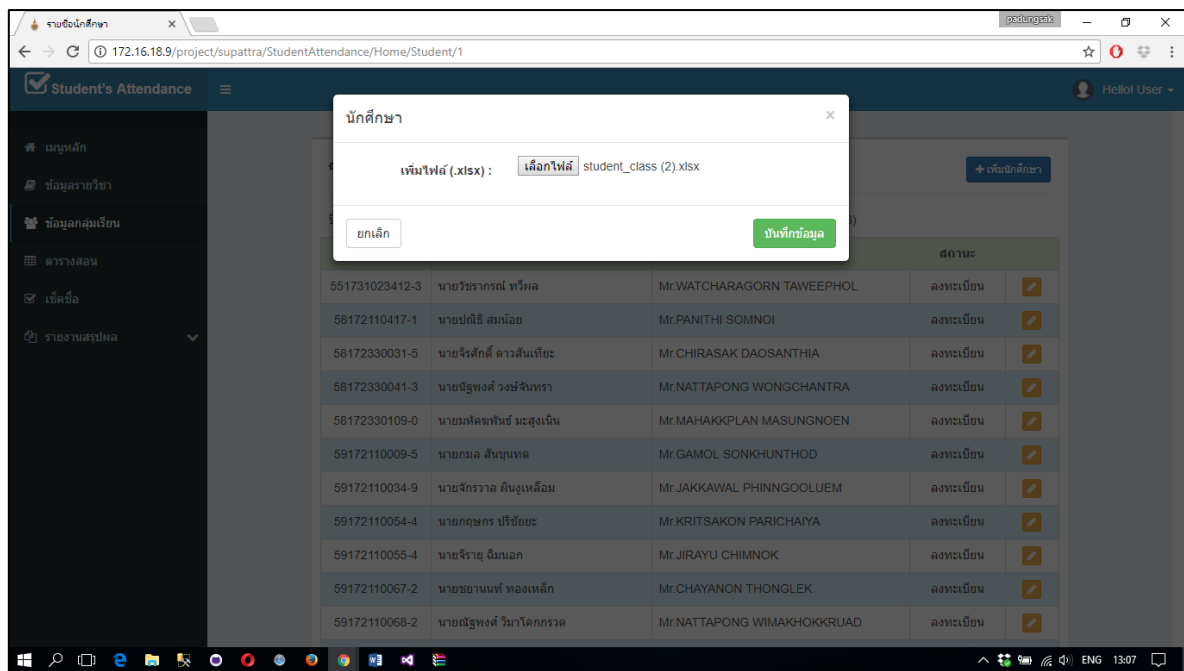 รายชื่อนักศึกษา
padungsak
172.16.18.9/project/supattra/StudentAttendance/Home/Student/1
Student's Attendance
Hello! User
นักศึกษา
×
เมนูหลัก
เพิ่มไฟล์ (.xlsx) : เลือกไฟล์ student_class (2).xlsx
+ เพิ่มนักศึกษา
ข้อมูลรายวิชา
ข้อมูลกลุ่มเรียน
ยกเลิก
บันทึกข้อมูล
ตารางสอน
สถานะ
เช็คชื่อ
รายงานสรุปผล
551731023412-3 นายวัชรากรณ์ ทวีผล Mr.WATCHARAGORN TAWEEPHOL ลงทะเบียน
58172110417-1 นายปณิธิ สมน้อย Mr.PANITHI SOMNOI ลงทะเบียน
58172330031-5 นายจิรศักดิ์ ดาวสันเทียะ Mr.CHIRASAK DAOSANTHIA ลงทะเบียน
58172330041-3 นายนัฐพงศ์ วงษ์จันทรา Mr.NATTAPONG WONGCHANTRA ลงทะเบียน
58172330109-0 นายมหัคฆพันธ์ มะสูงเนิน Mr.MAHAKKPLAN MASUNGNOEN ลงทะเบียน
59172110009-5 นายกมล สันขุนทด Mr.GAMOL SONKHUNTHOD ลงทะเบียน
59172110034-9 นายจักรวาล ผินงูเหลือม Mr.JAKKAWAL PHINNGOOLUEM ลงทะเบียน
59172110054-4 นายกฤษกร ปริชัยยะ Mr.KRITSAKON PARICHAIYA ลงทะเบียน
59172110055-4 นายจิรายุ ฉิมนอก Mr.JIRAYU CHIMNOK ลงทะเบียน
59172110067-2 นายชยานนท์ ทองเหล็ก Mr.CHAYANON THONGLEK ลงทะเบียน
59172110068-2 นายณัฐพงศ์ วิมาโคกกรวด Mr.NATTAPONG WIMAKHOKKRUAD ลงทะเบียน
ENG 13:07